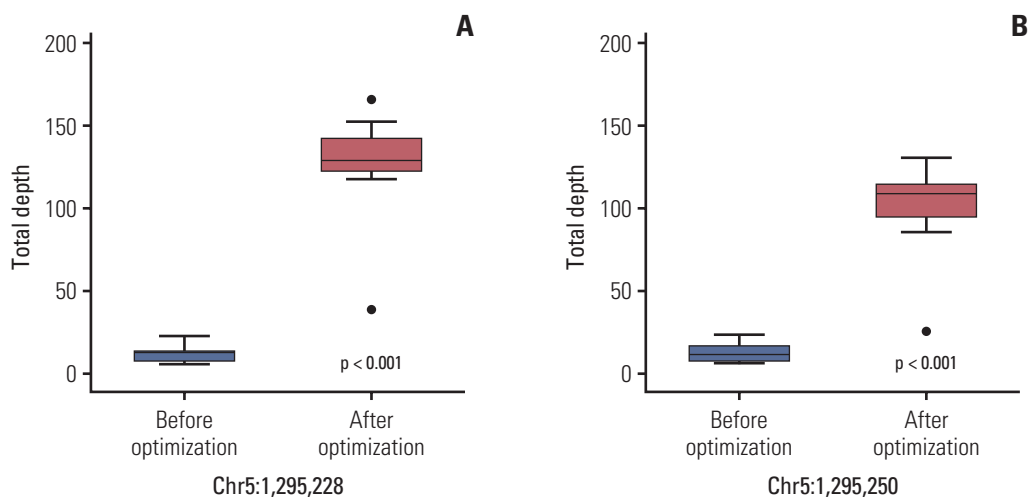 A
200
150
100
50
0
Total depth
p < 0.001
Before
optimization
After
optimization
Chr5:1,295,228
B
200
150
100
50
0
Total depth
p < 0.001
Before
optimization
After
optimization
Chr5:1,295,250